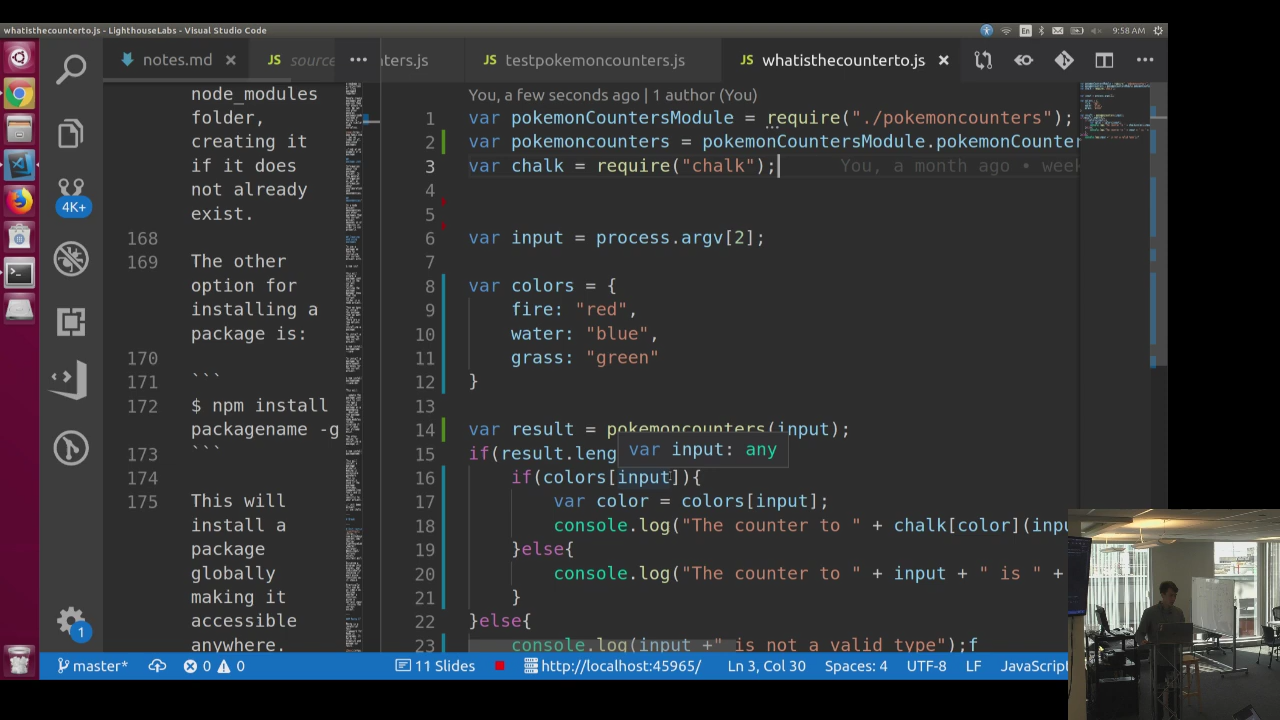 whatisthecounterto.js - LighthouseLabs - Visual Studio Code
En
9:58 AM
notes.md
source
ters.js
testpokemoncounters.js
whatisthecounterto.js
node_modules
folder,
creating it
if it does
not already
exist.
168
169 The other
option for
installing a
package is:
170
171 ```
172 $ npm install
packagename -g
173 ```
174
175 This will
install a
package
globally
making it
accessible
anywhere.
4K+
1
You, a few seconds ago | 1 author (You)
1 var pokemonCountersModule = require("./pokemoncounters");
2 var pokemoncounters = pokemonCountersModule.pokemonCounter
3 var chalk = require("chalk"); You, a month ago • week
4
5
6 var input = process.argv[2];
7
8 var colors = {
9 fire: "red",
10 water: "blue",
11 grass: "green"
12 }
13
14 var result = pokemoncounters(input);
15 if(result.leng
var input: any
16 if(colors[input]){
17 var color = colors[input];
18 console.log("The counter to " + chalk[color](inpu
19 }else{
20 console.log("The counter to " + input + " is " +
21 }
22 }else{
23 console.log(input +" is not a valid type");f
master* 0 0 11 Slides http://localhost:45965/ Ln 3, Col 30 Spaces: 4 UTF-8 LF JavaScript